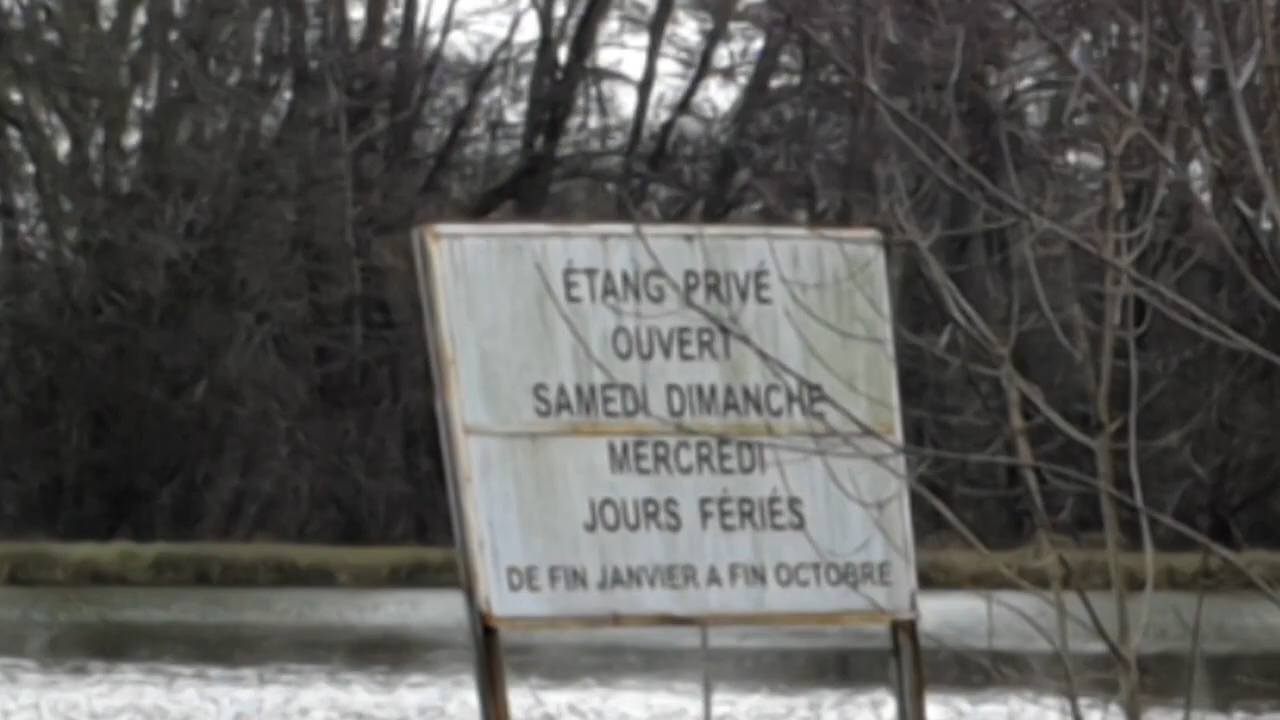 ÉTANG PRIVÉ
OUVERT
SAMEDI DIMANCHE
MERCREDI
JOURS FÉRIÉS
DE FIN JANVIER A FIN OCTOBRE